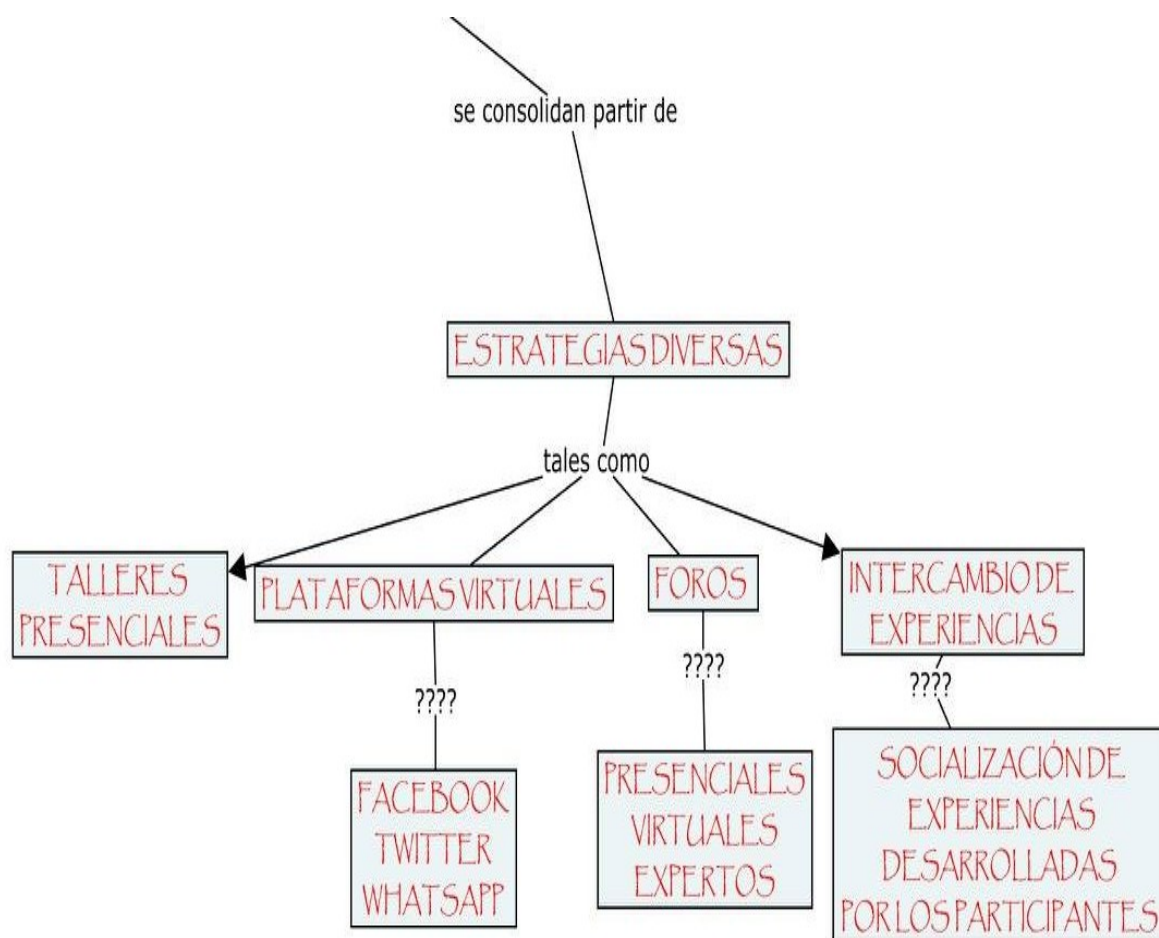 se consolidan partir de
ESTRATEGIAS DIVERSAS
tales como
TALLERES
PRESENCIALES
PLATAFORMAS VIRTUALES
FOROS
INTERCAMBIO DE
EXPERIENCIAS
????
????
????
FACEBOOK
TWITTER
WHATSAPP
PRESENCIALES
VIRTUALES
EXPERTOS
SOCIALIZACIÓN DE
EXPERIENCIAS
DESARROLLADAS
POR LOS PARTICIPANTES